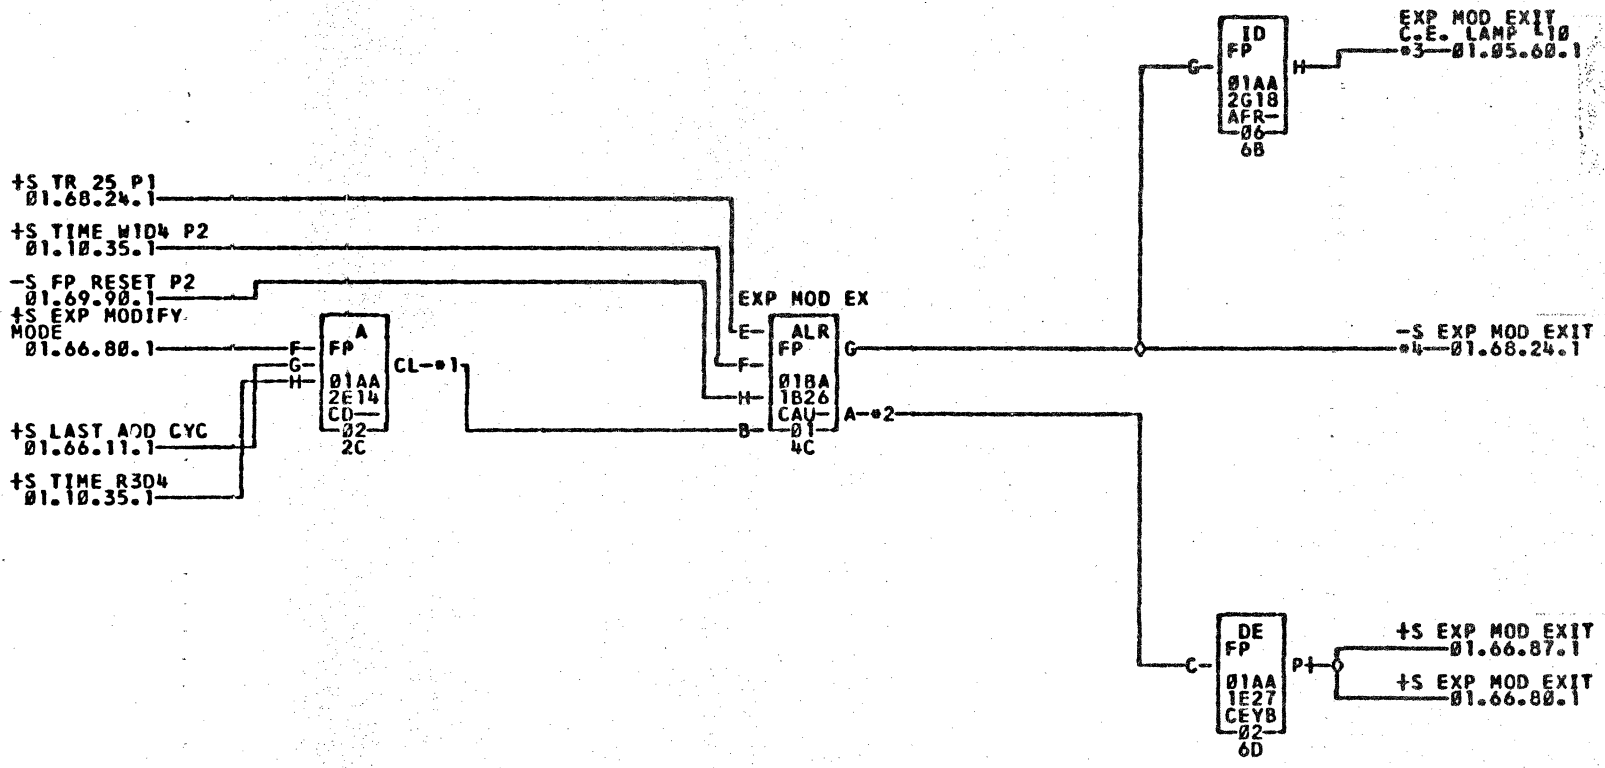 EXP MOD EXIT
C.E. LAMP L10
*3—01.05.60.1
ID
FP
G
H
01AA
2G18
AFR-
06
6B
+S TR 25 P1
01.68.24.1
+S TIME W1D4 P2
01.10.35.1
-S FP RESET P2
01.69.90.1
+S EXP MODIFY
MODE
01.66.80.1
A
FP
F
G
H
CL-*1
01AA
2E14
CD
02
2C
+S LAST ADD CYC
01.66.11.1
+S TIME R3D4
01.10.35.1
EXP MOD EX
E
F
H
B
ALR
FP
G
01BA
1B26
CAU-
A-*2
01
4C
-S EXP MOD EXIT
*4—01.68.24.1
DE
FP
C
P
01AA
1E27
CEYB
02
6D
+S EXP MOD EXIT
01.66.87.1
+S EXP MOD EXIT
01.66.80.1